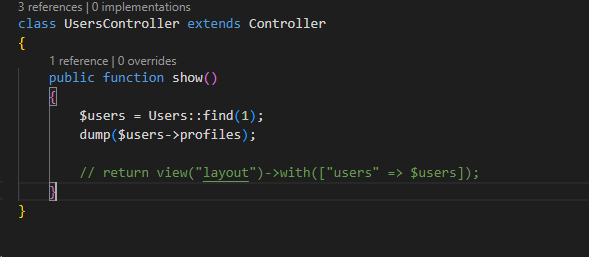 3 references | 0 implementations
class UsersController extends Controller
{
1 reference | 0 overrides
public function show()
{
$users = Users::find(1);
dump($users->profiles);
// return view("layout")->with(["users" => $users]);
}
}